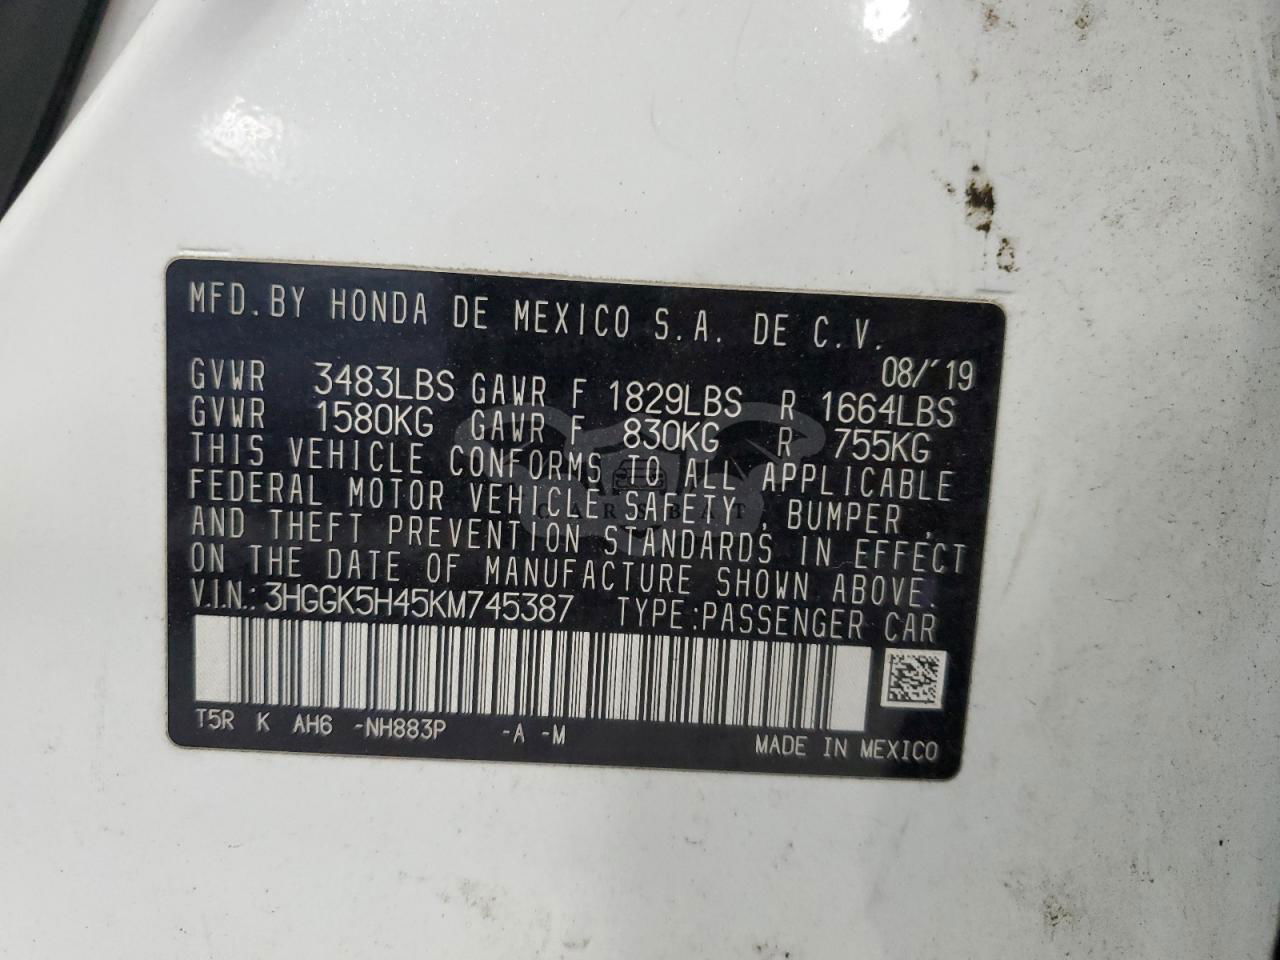 MFD.BY HONDA DE MEXICO S.A. DE C.V.
08/'19
GVWR 3483LBS GAWR F 1829LBS R 1664LBS
GVWR 1580KG GAWR F 830KG R 755KG
THIS VEHICLE CONFORMS TO ALL APPLICABLE
FEDERAL MOTOR VEHICLE SAFETY, BUMPER,
AND THEFT PREVENTION STANDARDS IN EFFECT
ON THE DATE OF MANUFACTURE SHOWN ABOVE.
V.I.N.: 3HGGK5H45KM745387 TYPE:PASSENGER CAR
T5R K AH6 -NH883P -A -M
MADE IN MEXICO
CARSBAT